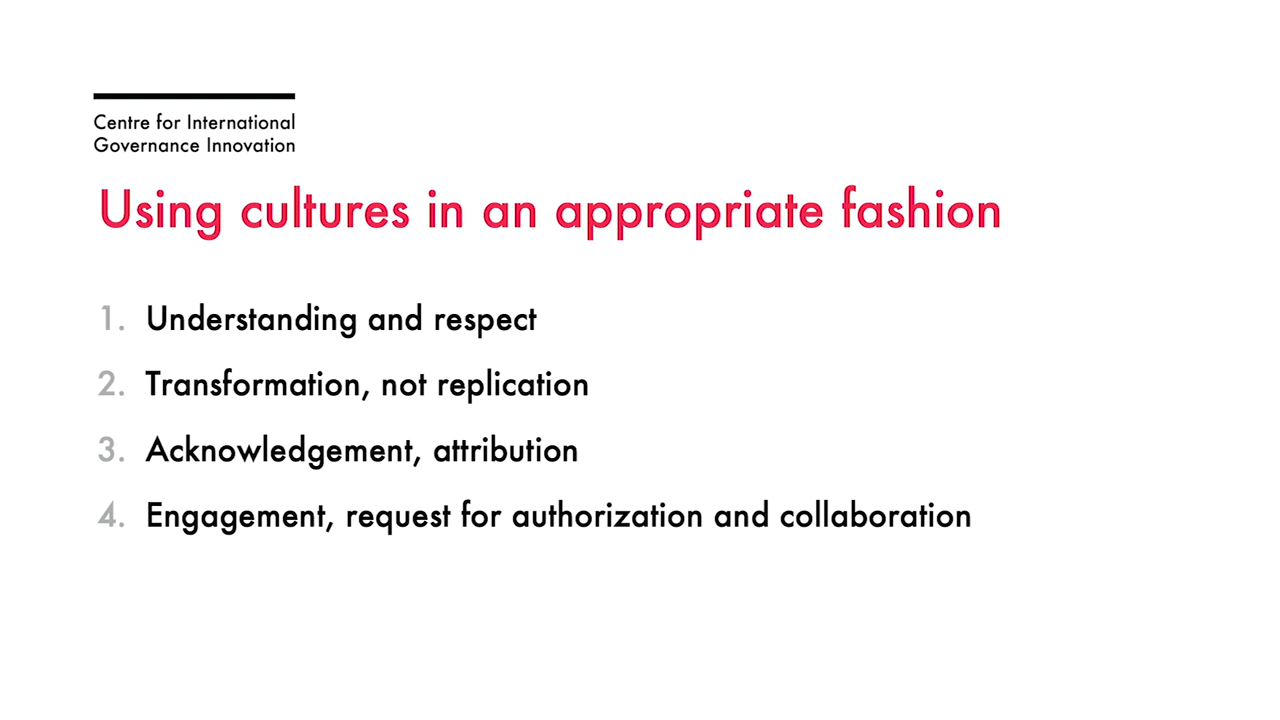 Centre for International
Governance Innovation
Using cultures in an appropriate fashion
1. Understanding and respect
2. Transformation, not replication
3. Acknowledgement, attribution
4. Engagement, request for authorization and collaboration